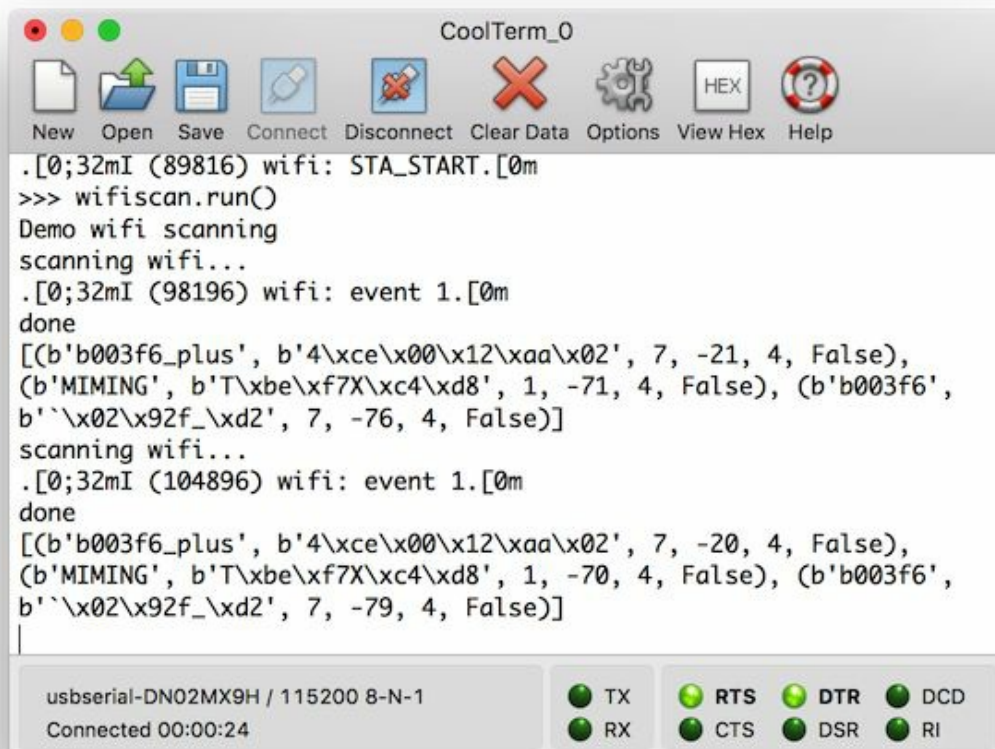 CoolTerm_0
New Open Save Connect Disconnect Clear Data Options View Hex Help
HEX
.[0;32mI (89816) wifi: STA_START.[0m
>>> wifiscan.run()
Demo wifi scanning
scanning wifi...
.[0;32mI (98196) wifi: event 1.[0m
done
[(b'b003f6_plus', b'4\xce\x00\x12\xaa\x02', 7, -21, 4, False),
(b'MIMING', b'T\xbe\xf7X\xc4\xd8', 1, -71, 4, False), (b'b003f6',
b'`\x02\x92f_\xd2', 7, -76, 4, False)]
scanning wifi...
.[0;32mI (104896) wifi: event 1.[0m
done
[(b'b003f6_plus', b'4\xce\x00\x12\xaa\x02', 7, -20, 4, False),
(b'MIMING', b'T\xbe\xf7X\xc4\xd8', 1, -70, 4, False), (b'b003f6',
b'`\x02\x92f_\xd2', 7, -79, 4, False)]
usbserial-DN02MX9H / 115200 8-N-1 TX RTS DTR DCD
Connected 00:00:24 RX CTS DSR RI